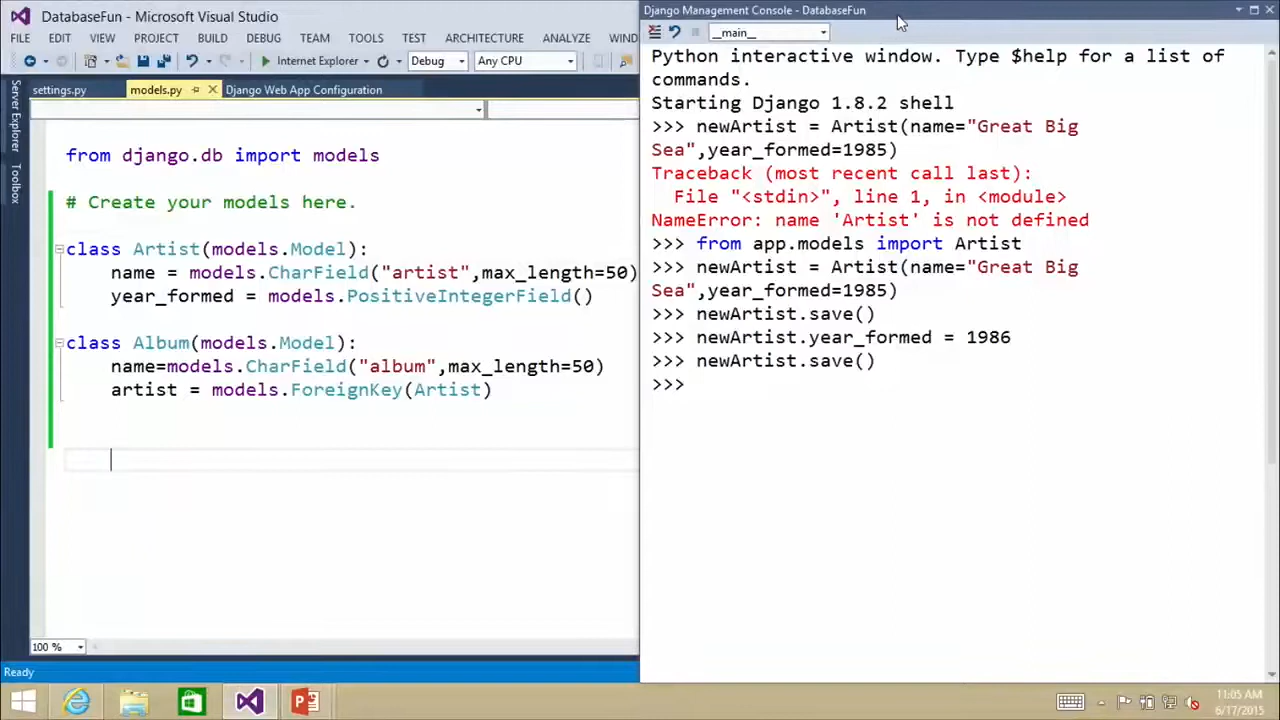 DatabaseFun - Microsoft Visual Studio
FILE EDIT VIEW PROJECT BUILD DEBUG TEAM TOOLS TEST ARCHITECTURE ANALYZE WIND
Internet Explorer Debug Any CPU
settings.py models.py Django Web App Configuration
Server Explorer
Toolbox
from django.db import models
# Create your models here.
class Artist(models.Model):
name = models.CharField("artist",max_length=50)
year_formed = models.PositiveIntegerField()
class Album(models.Model):
name=models.CharField("album",max_length=50)
artist = models.ForeignKey(Artist)
100 %
Ready
Django Management Console - DatabaseFun
__main__
Python interactive window. Type $help for a list of
commands.
Starting Django 1.8.2 shell
>>> newArtist = Artist(name="Great Big
Sea",year_formed=1985)
Traceback (most recent call last):
File "<stdin>", line 1, in <module>
NameError: name 'Artist' is not defined
>>> from app.models import Artist
>>> newArtist = Artist(name="Great Big
Sea",year_formed=1985)
>>> newArtist.save()
>>> newArtist.year_formed = 1986
>>> newArtist.save()
>>>
11:05 AM
6/17/2015